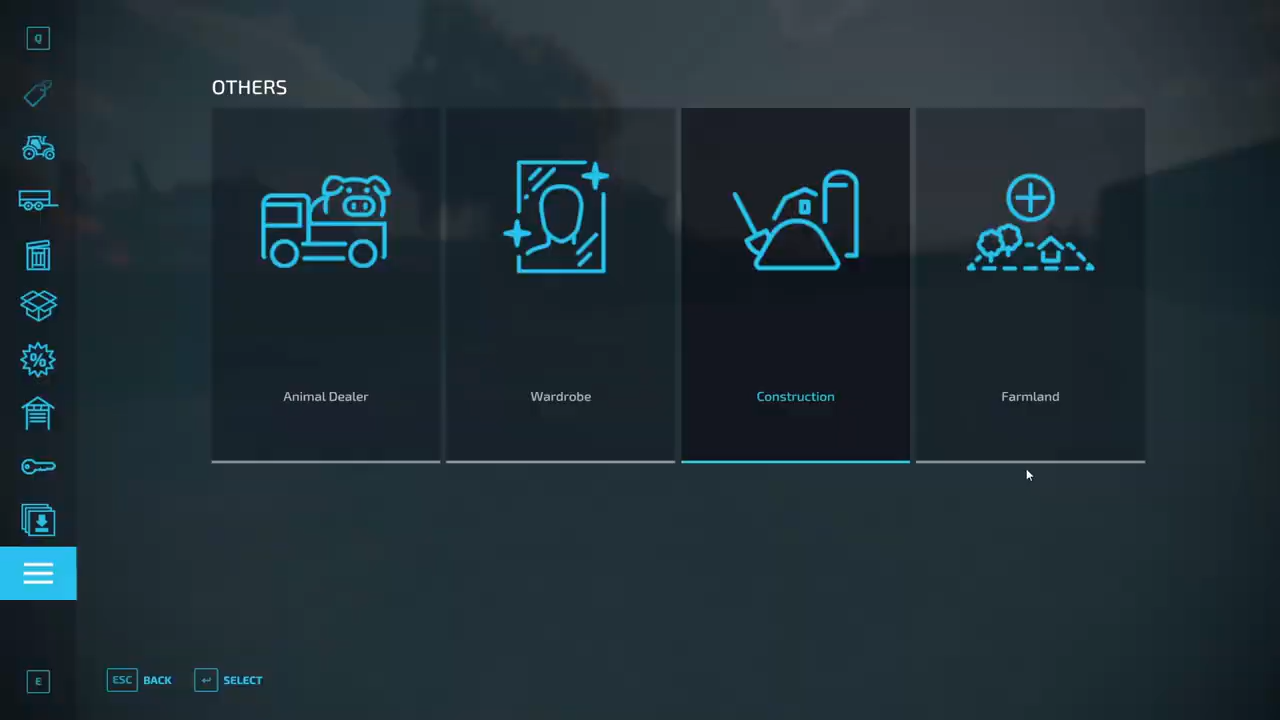 Q
OTHERS
%
Animal Dealer
Wardrobe
Construction
Farmland
E
ESC BACK
SELECT